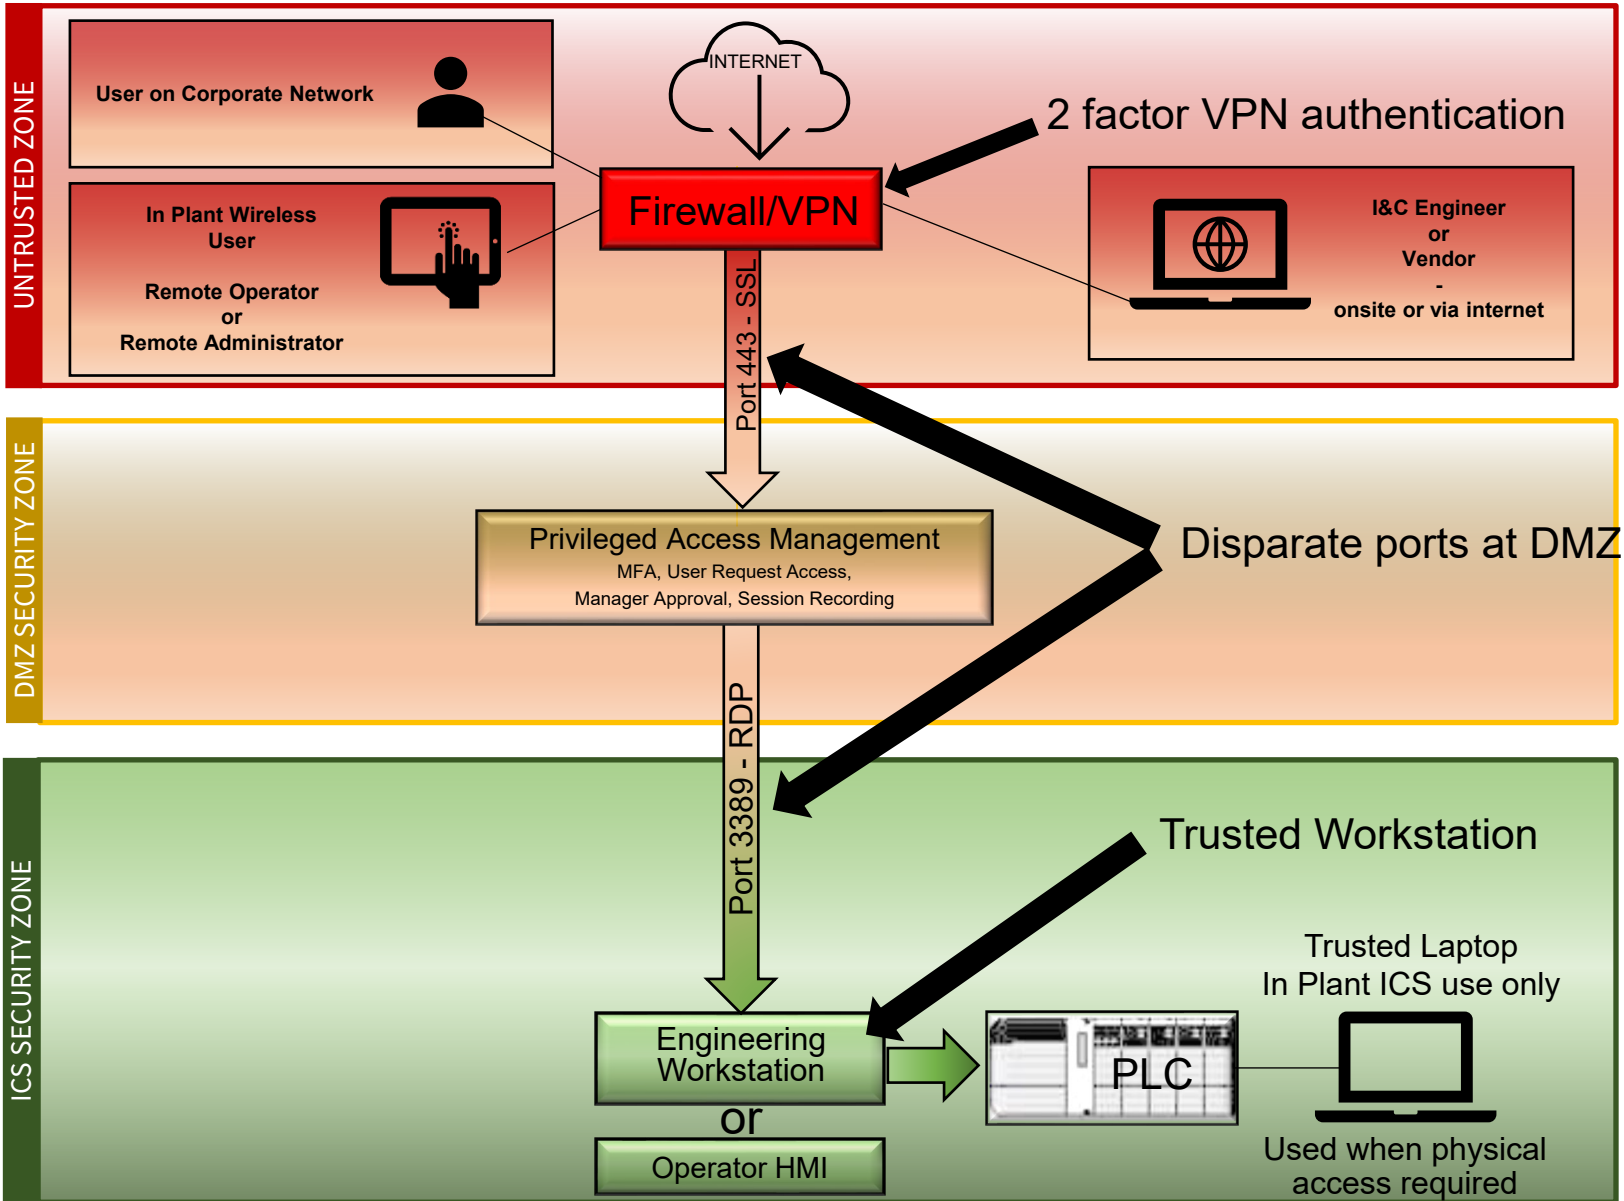 UNTRUSTED ZONE
User on Corporate Network
INTERNET
2 factor VPN authentication
In Plant Wireless
User
Remote Operator
or
Remote Administrator
Firewall/VPN
I&C Engineer
or
Vendor
-
onsite or via internet
Port 443 - SSL
DMZ SECURITY ZONE
Privileged Access Management
MFA, User Request Access,
Manager Approval, Session Recording
Disparate ports at DMZ
Port 3389 - RDP
ICS SECURITY ZONE
Trusted Workstation
Trusted Laptop
In Plant ICS use only
Engineering
Workstation
or
Operator HMI
PLC
Used when physical
access required